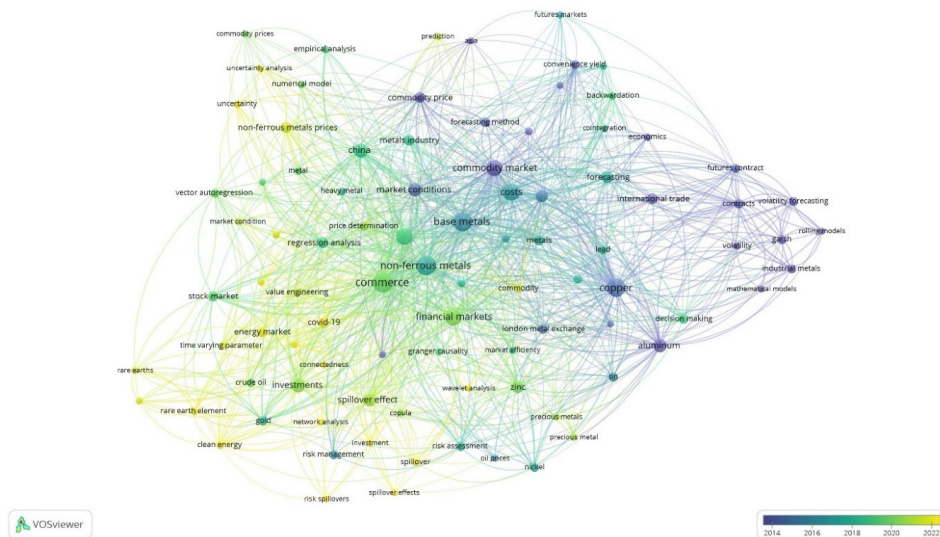 futures markets
commodity prices
prediction
asia
empirical analysis
convenience yield
uncertainty analysis
numerical model
commodity price
backwardation
uncertainty
non-ferrous metals prices
forecasting method
cointegration
metals industry
economics
china
commodity market
futures contract
metal
forecasting
vector autoregression
heavy metal
market conditions
costs
international trade
contracts
volatility forecasting
market condition
price determination
base metals
rolling models
regression analysis
metals
lead
volatility
garch
non-ferrous metals
industrial metals
commerce
value engineering
commodity
copper
mathematical models
stock market
covid-19
financial markets
decision making
energy market
london metal exchange
time varying parameter
granger causality
market efficiency
aluminum
rare earths
connectedness
crude oil
investments
wavelet analysis
zinc
tin
spillover effect
rare earth element
copula
gold
network analysis
precious metals
clean energy
investment
risk assessment
precious metal
risk management
spillover
oil prices
nickel
risk spillovers
spillover effects
VOSviewer
2014 2016 2018 2020 2022